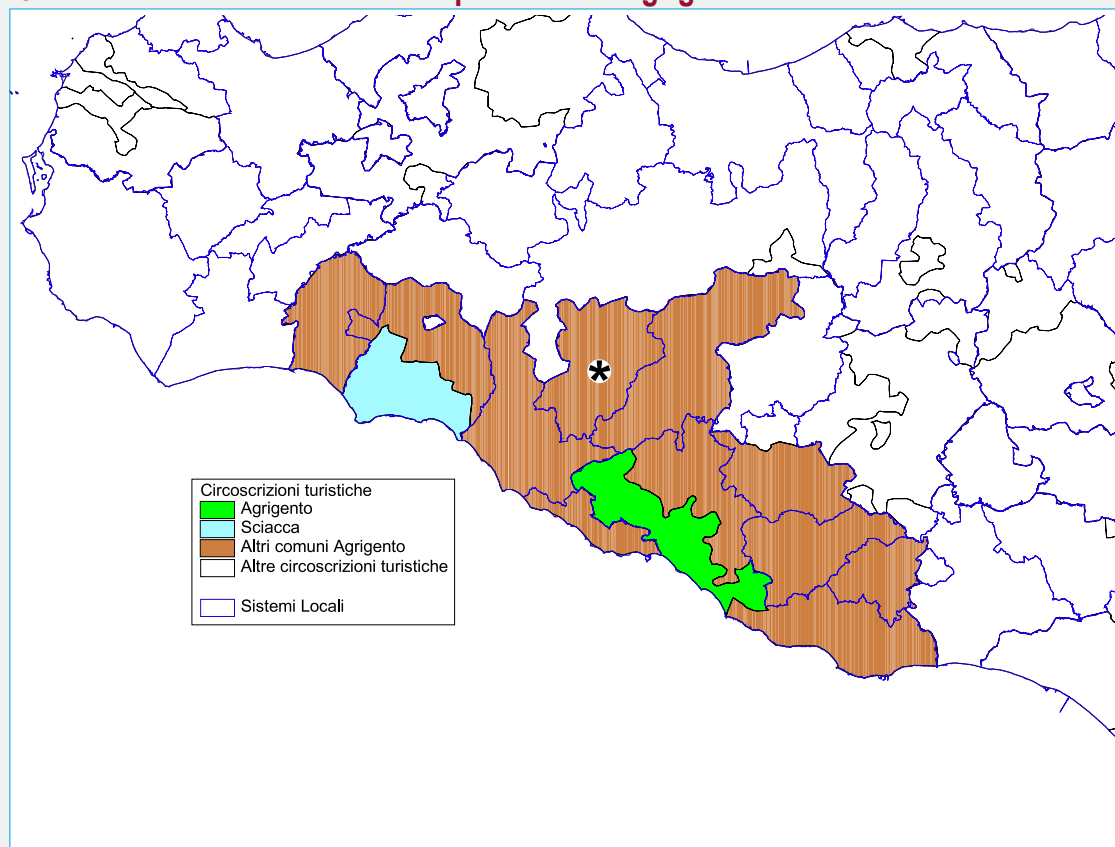 Circoscrizioni turistiche
Agrigento
Sciacca
Altri comuni Agrigento
Altre circoscrizioni turistiche
Sistemi Locali
*